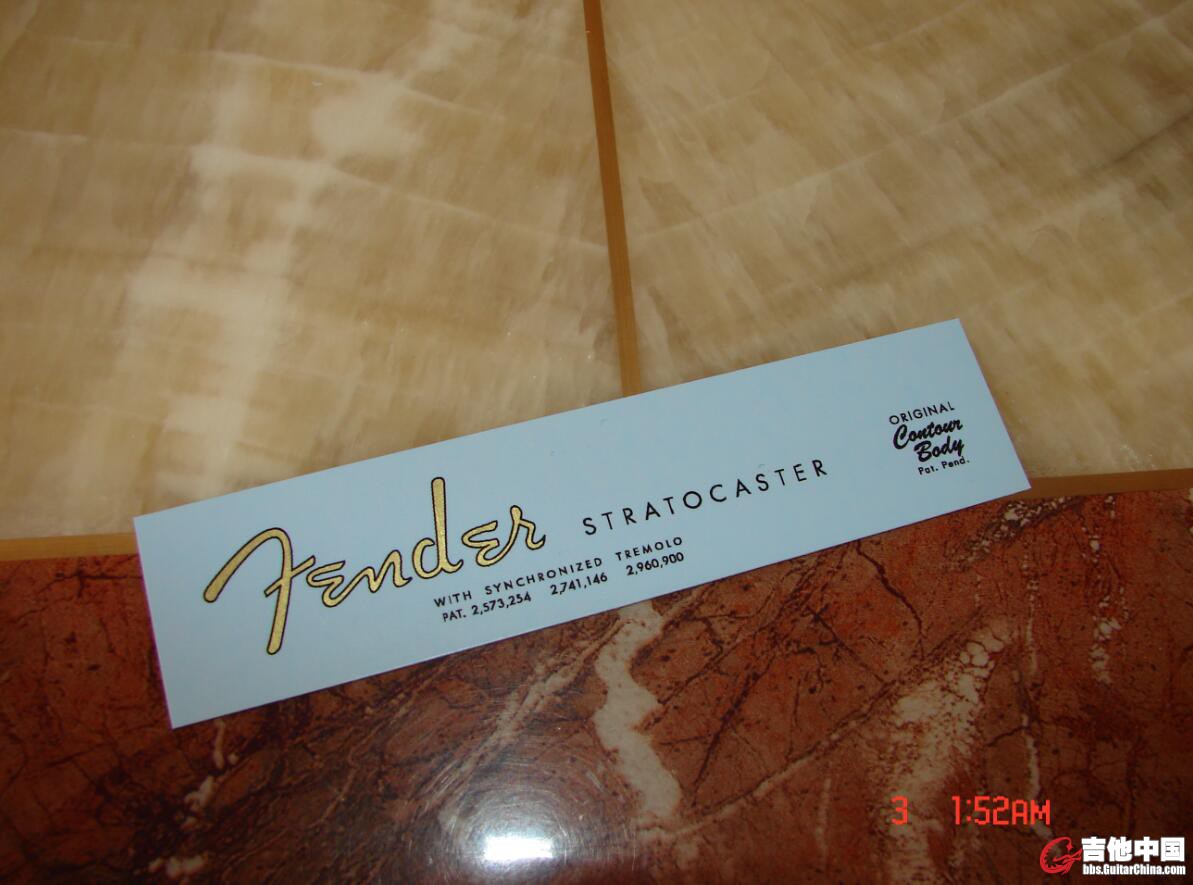 Fender STRATOCASTER
WITH SYNCHRONIZED TREMOLO
PAT. 2,573,254 2,741,146 2,960,900
ORIGINAL
Contour
Body
Pat. Pend.
3 1:52AM
吉他中国
bbs.GuitarChina.com